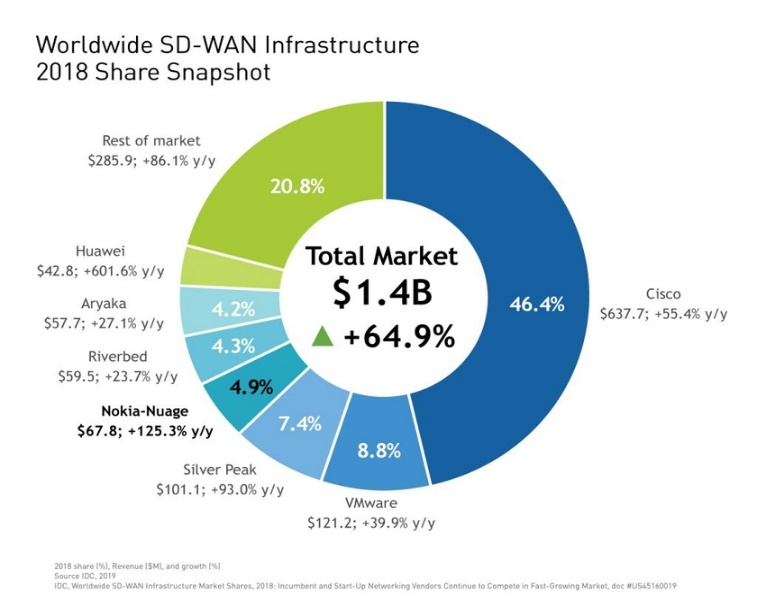 Worldwide SD-WAN Infrastructure
2018 Share Snapshot
Rest of market
$285.9; +86.1% y/y
20.8%
Huawei
$42.8; +601.6% y/y
Aryaka
$57.7; +27.1% y/y
4.2%
Riverbed
$59.5; +23.7% y/y
4.3%
Nokia-Nuage
$67.8; +125.3% y/y
4.9%
Silver Peak
$101.1; +93.0% y/y
7.4%
VMware
$121.2; +39.9% y/y
8.8%
Cisco
$637.7; +55.4% y/y
46.4%
Total Market
$1.4B
+64.9%
2018 share (%), Revenue ($M), and growth (%)
Source IDC, 2019
IDC, Worldwide SD-WAN Infrastructure Market Shares, 2018: Incumbent and Start-Up Networking Vendors Continue to Compete in Fast-Growing Market, doc #US45160019